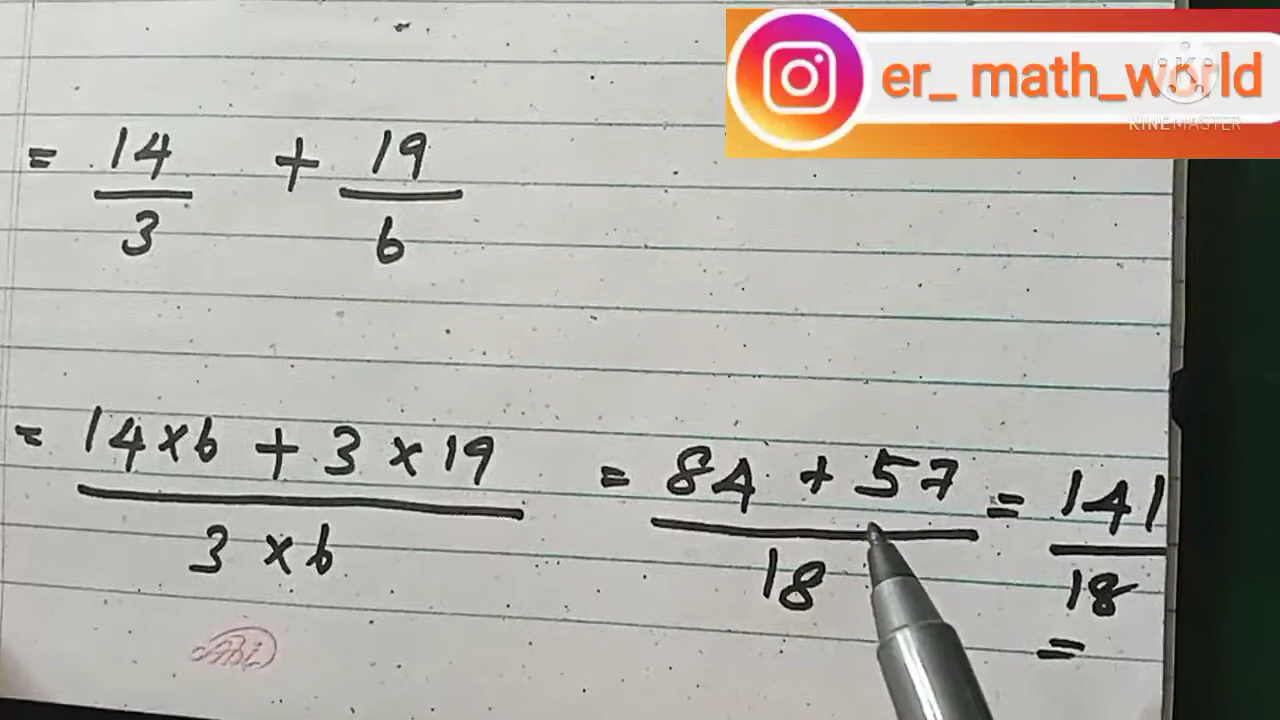 er_ math_world
KINEMASTER
= 14/3 + 19/6
= (14×6 + 3×19)/(3×6) = (84 + 57)/18 = 141/18
=